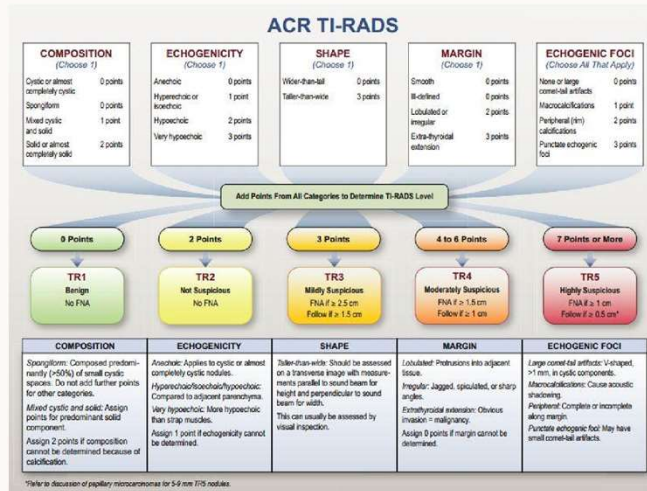 ACR TI-RADS
COMPOSITION
(Choose 1)
Cystic or almost completely cystic 0 points
Spongiform 0 points
Mixed cystic and solid 1 point
Solid or almost completely solid 2 points
ECHOGENICITY
(Choose 1)
Anechoic 0 points
Hyperechoic or isoechoic 1 point
Hypoechoic 2 points
Very hypoechoic 3 points
SHAPE
(Choose 1)
Wider-than-tall 0 points
Taller-than-wide 3 points
MARGIN
(Choose 1)
Smooth 0 points
Ill-defined 0 points
Lobulated or irregular 2 points
Extra-thyroidal extension 3 points
ECHOGENIC FOCI
(Choose All That Apply)
None or large comet-tail artifacts 0 points
Macrocalcifications 1 point
Peripheral (rim) calcifications 2 points
Punctate echogenic foci 3 points
Add Points From All Categories to Determine TI-RADS Level
0 Points
2 Points
3 Points
4 to 6 Points
7 Points or More
TR1
Benign
No FNA
TR2
Not Suspicious
No FNA
TR3
Mildly Suspicious
FNA if ≥ 2.5 cm
Follow if ≥ 1.5 cm
TR4
Moderately Suspicious
FNA if ≥ 1.5 cm
Follow if ≥ 1 cm
TR5
Highly Suspicious
FNA if ≥ 1 cm
Follow if ≥ 0.5 cm*
COMPOSITION
Spongiform: Composed predomi-
nantly (>50%) of small cystic
spaces. Do not add further points
for other categories.
Mixed cystic and solid: Assign
points for predominant solid
component.
Assign 2 points if composition
cannot be determined because of
calcification.
ECHOGENICITY
Anechoic: Applies to cystic or almost
completely cystic nodules.
Hyperechoic/isoechoic/hypoechoic:
Compared to adjacent parenchyma.
Very hypoechoic: More hypoechoic
than strap muscles.
Assign 1 point if echogenicity cannot
be determined.
SHAPE
Taller-than-wide: Should be assessed
on a transverse image with measure-
ments parallel to sound beam for
height and perpendicular to sound
beam for width.
This can usually be assessed by
visual inspection.
MARGIN
Lobulated: Protrusions into adjacent
tissue.
Irregular: Jagged, spiculated, or sharp
angles.
Extrathyroidal extension: Obvious
invasion = malignancy.
Assign 0 points if margin cannot be
determined.
ECHOGENIC FOCI
Large comet-tail artifacts: V-shaped,
>1 mm, in cystic components.
Macrocalcifications: Cause acoustic
shadowing.
Peripheral: Complete or incomplete
along margin.
Punctate echogenic foci: May have
small comet-tail artifacts.
*Refer to discussion of papillary microcarcinomas for 5-9 mm TR5 nodules.